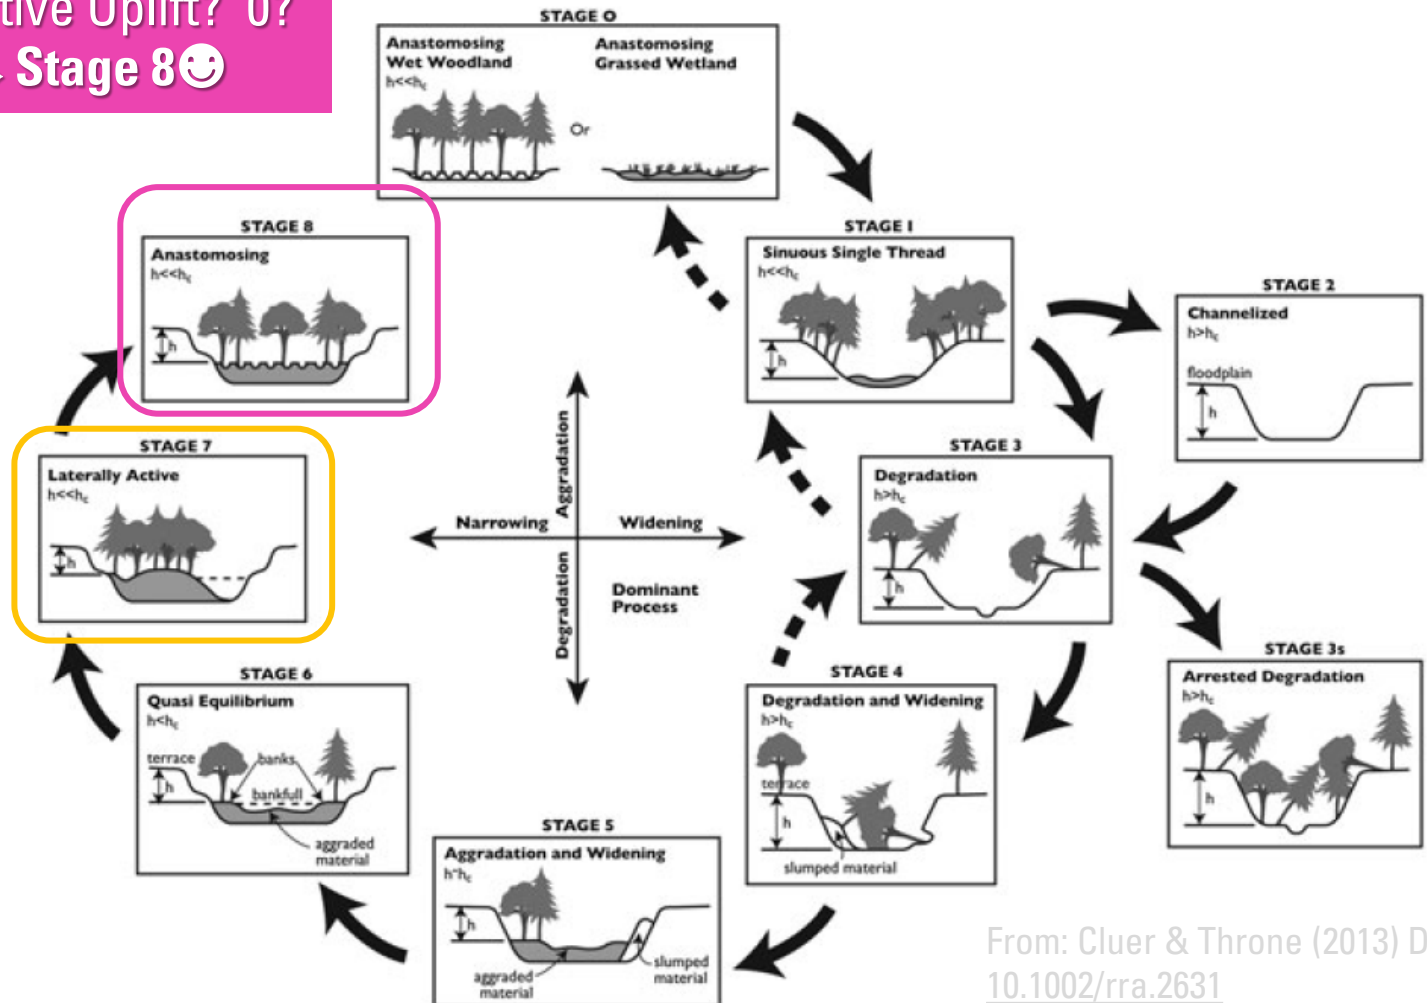 tive Uplift? 0?
Stage 8
STAGE O
Anastomosing
Wet Woodland
h<<hc
Or
Anastomosing
Grassed Wetland
STAGE 8
Anastomosing
h<<hc
h
STAGE I
Sinuous Single Thread
h<<hc
h
STAGE 2
Channelized
h>hc
floodplain
h
STAGE 7
Laterally Active
h<<hc
h
Aggradation
Narrowing
Widening
Degradation
Dominant
Process
STAGE 3
Degradation
h>hc
h
STAGE 3s
Arrested Degradation
h>hc
h
STAGE 6
Quasi Equilibrium
h<hc
terrace
banks
h
bankfull
aggraded
material
STAGE 4
Degradation and Widening
h>hc
terrace
h
slumped material
STAGE 5
Aggradation and Widening
h~hc
h
aggraded
material
slumped
material
From: Cluer & Throne (2013) D
10.1002/rra.2631